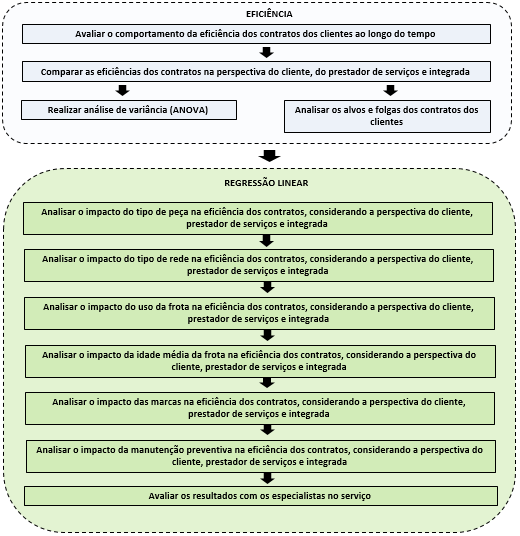 EFICIÊNCIA
Avaliar o comportamento da eficiência dos contratos dos clientes ao longo do tempo
Comparar as eficiências dos contratos na perspectiva do cliente, do prestador de serviços e integrada
Realizar análise de variância (ANOVA)
Analisar os alvos e folgas dos contratos dos
clientes
REGRESSÃO LINEAR
Analisar o impacto do tipo de peça na eficiência dos contratos, considerando a perspectiva do cliente,
prestador de serviços e integrada
Analisar o impacto do tipo de rede na eficiência dos contratos, considerando a perspectiva do cliente,
prestador de serviços e integrada
Analisar o impacto do uso da frota na eficiência dos contratos, considerando a perspectiva do cliente,
prestador de serviços e integrada
Analisar o impacto da idade média da frota na eficiência dos contratos, considerando a perspectiva do
cliente, prestador de serviços e integrada
Analisar o impacto das marcas na eficiência dos contratos, considerando a perspectiva do cliente,
prestador de serviços e integrada
Analisar o impacto da manutenção preventiva na eficiência dos contratos, considerando a perspectiva do
cliente, prestador de serviços e integrada
Avaliar os resultados com os especialistas no serviço